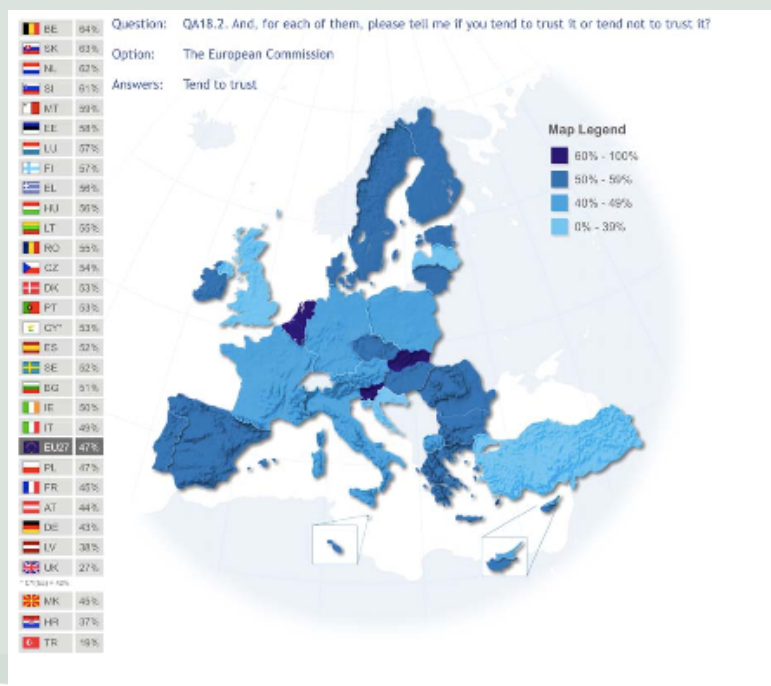 Question: QA18.2. And, for each of them, please tell me if you tend to trust it or tend not to trust it?
Option: The European Commission
Answers: Tend to trust
BE 64%
SK 63%
NL 62%
SI 61%
MT 59%
EE 58%
LU 57%
FI 57%
EL 56%
HU 56%
LT 55%
RO 55%
CZ 54%
DK 53%
PT 53%
CY* 53%
ES 52%
SE 52%
BG 51%
IE 50%
IT 49%
EU27 47%
PL 47%
FR 45%
AT 44%
DE 43%
LV 38%
UK 27%
MK 45%
HR 37%
TR
Map Legend
60% - 100%
50% - 59%
40% - 49%
0% - 39%